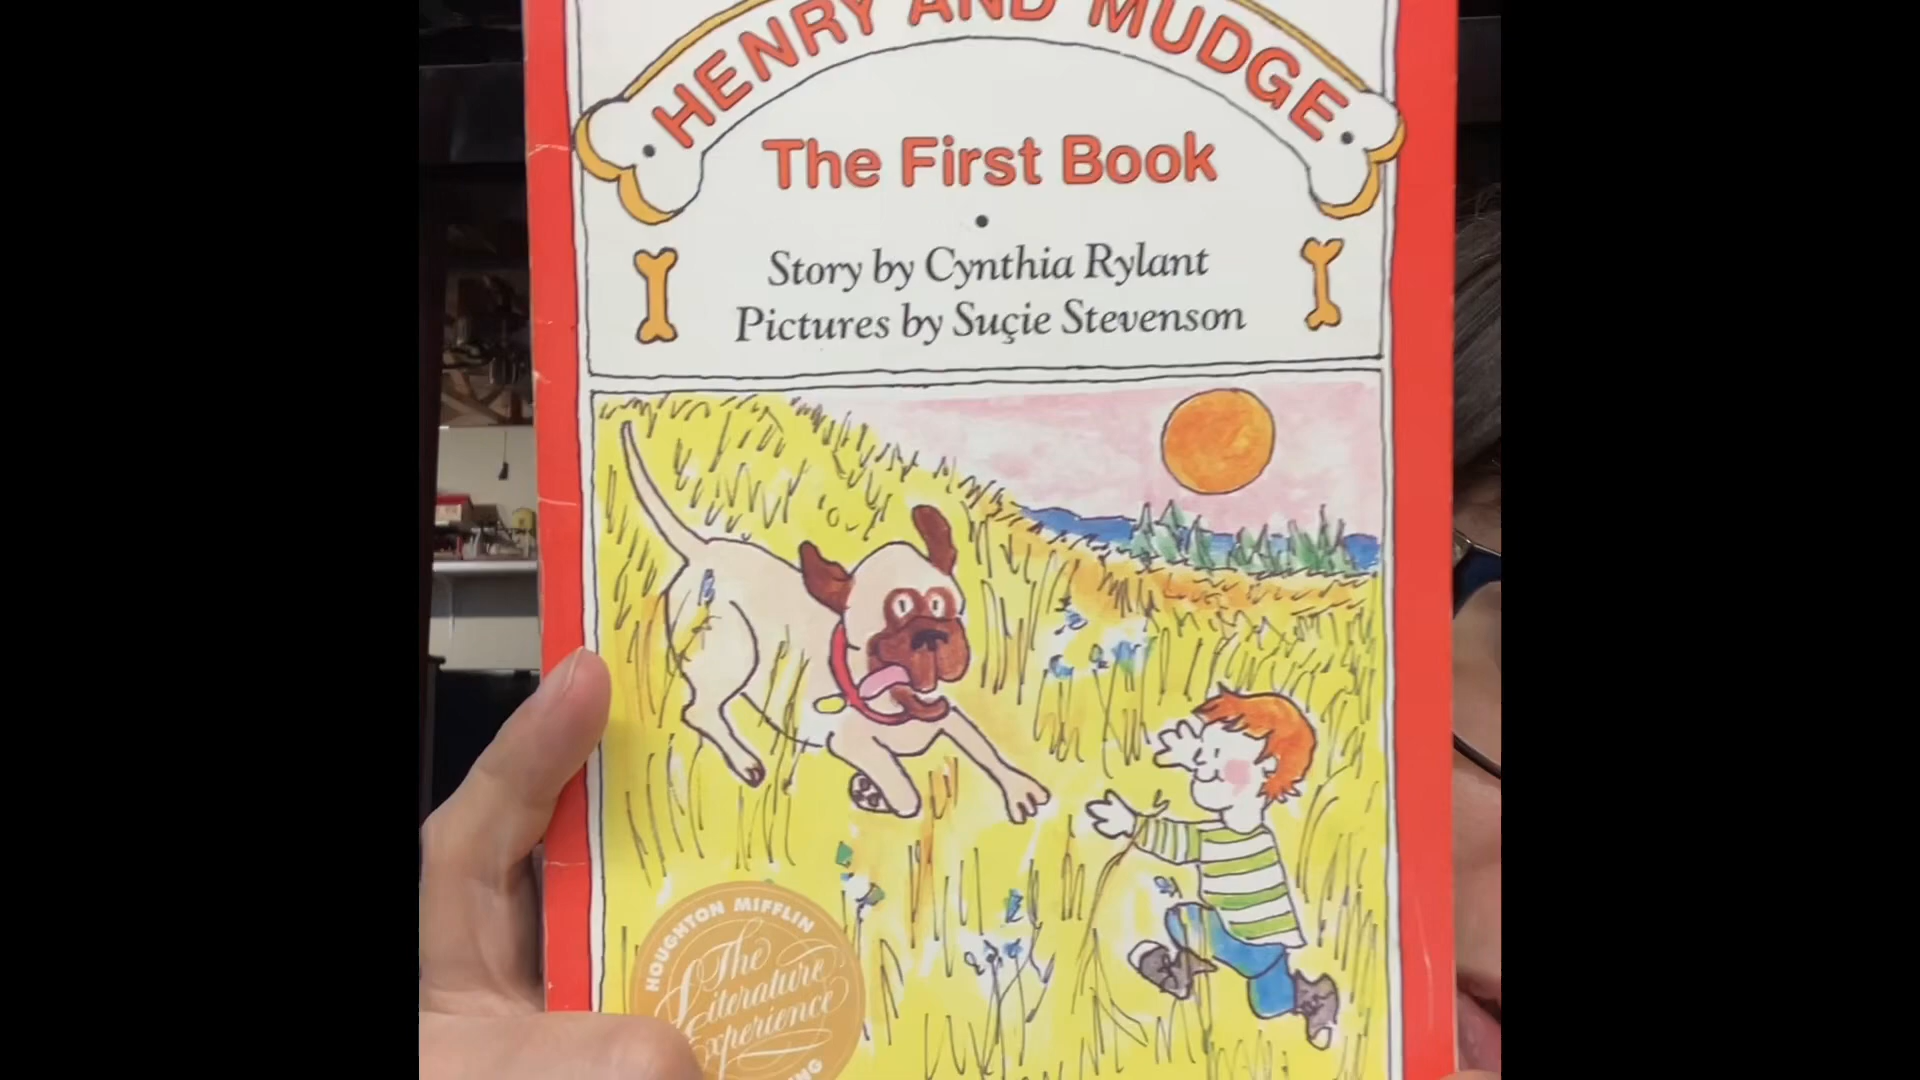 HENRY AND MUDGE
The First Book
Story by Cynthia Rylant
Pictures by Suçie Stevenson
HOUGHTON MIFFLIN
The
Literature
Experience